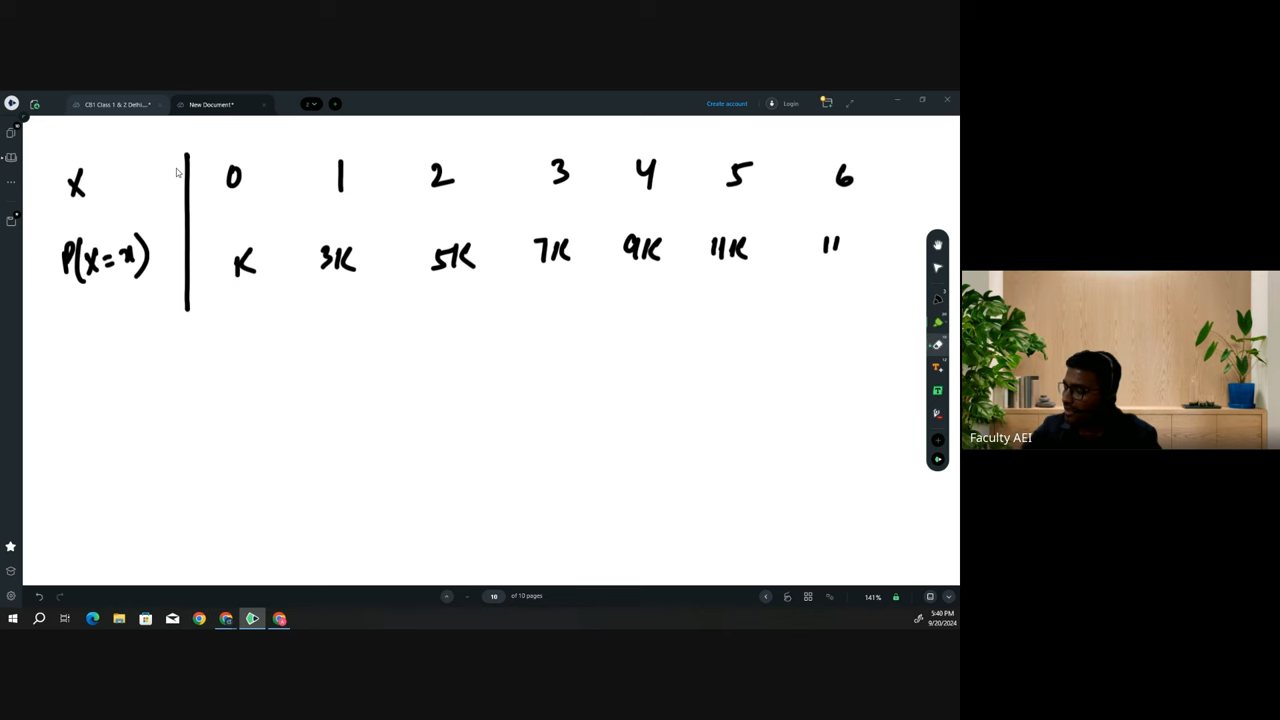 CB1 Class 1 & 2 Delhi...*
New Document*
2
Create account
Login
X 0 1 2 3 4 5 6
P(X=x) K 3K 5K 7K 9K 11K 11
Faculty AEI
10 of 10 pages
141%
5:40 PM
9/20/2024